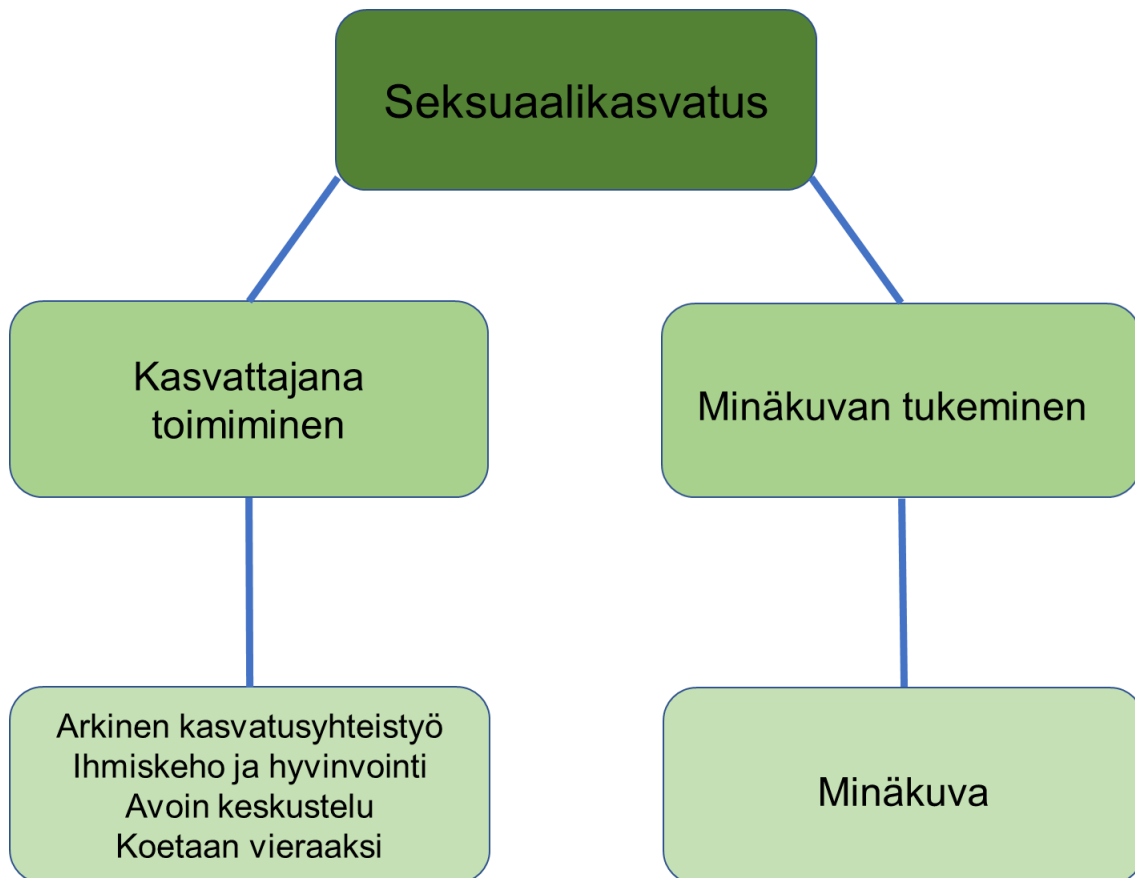 Seksuaalikasvatus
Kasvattajana
toimiminen
Minäkuvan tukeminen
Arkinen kasvatusyhteistyö
Ihmiskeho ja hyvinvointi
Avoin keskustelu
Koetaan vieraaksi
Minäkuva